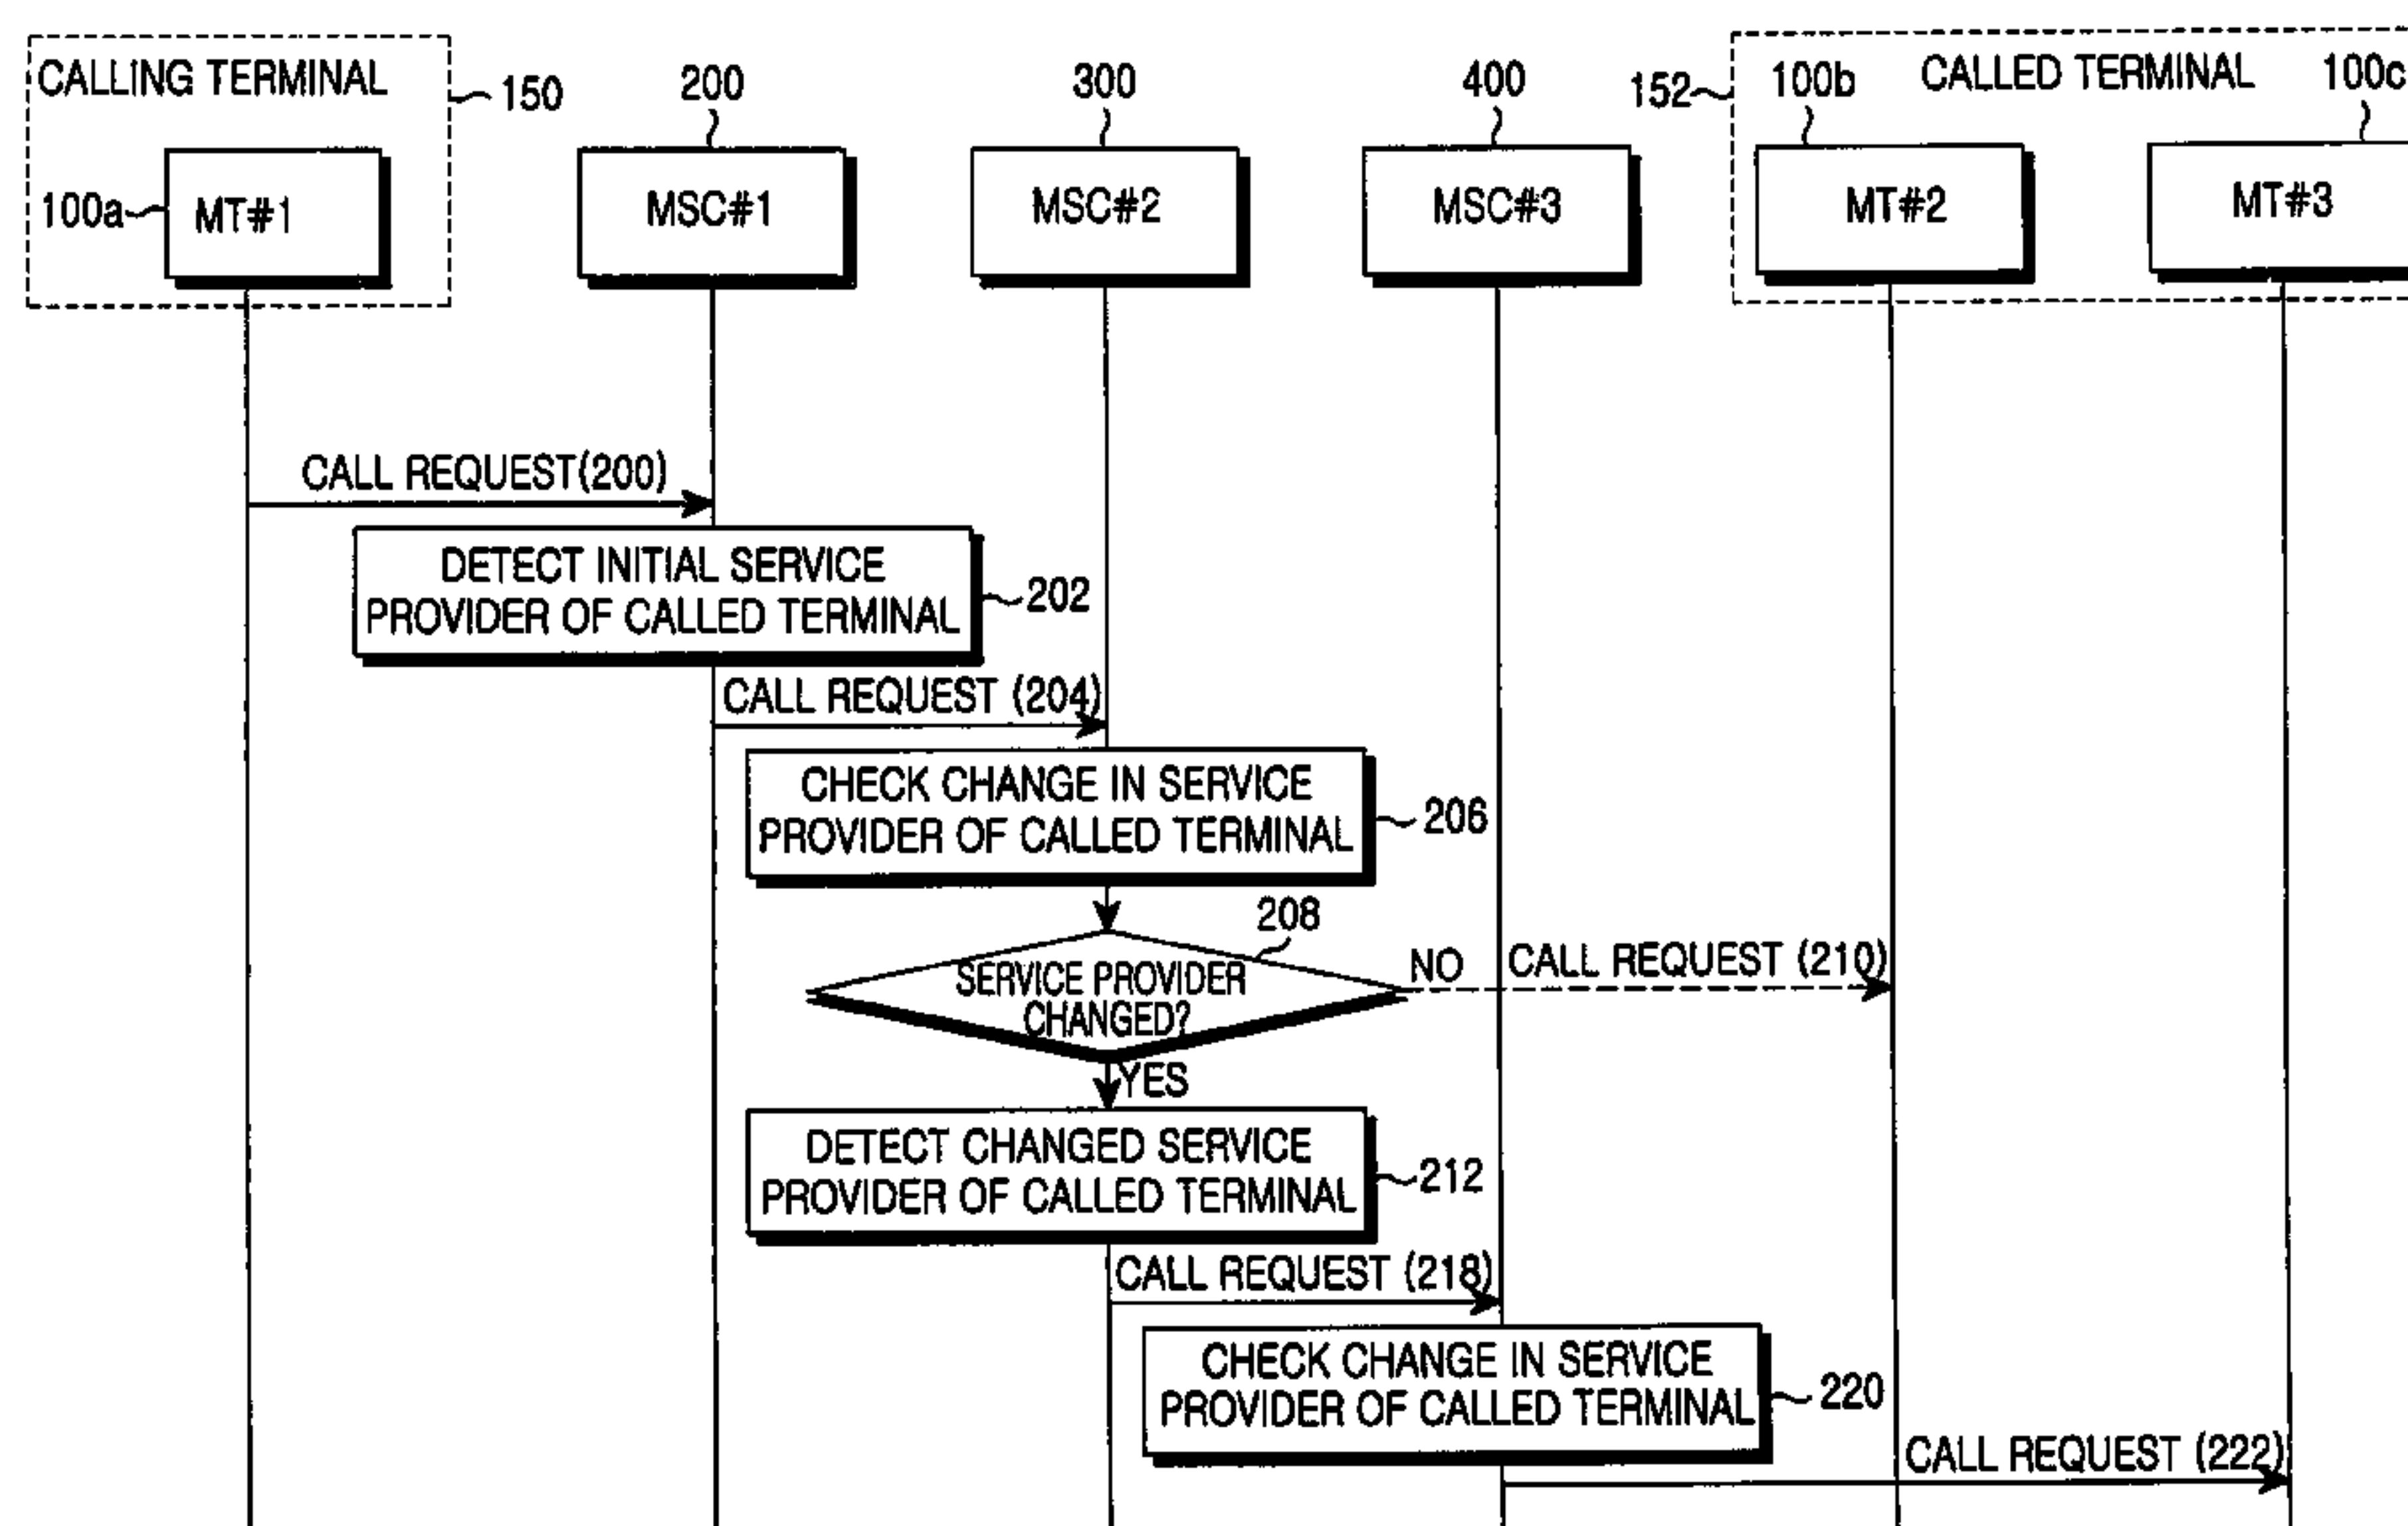 CALLING TERMINAL
150
200
300
400
152
100b
CALLED TERMINAL
100c
100a
MT#1
MSC#1
MSC#2
MSC#3
MT#2
MT#3
CALL REQUEST(200)
DETECT INITIAL SERVICE
PROVIDER OF CALLED TERMINAL
202
CALL REQUEST (204)
CHECK CHANGE IN SERVICE
PROVIDER OF CALLED TERMINAL
206
208
SERVICE PROVIDER
CHANGED?
NO
CALL REQUEST (210)
YES
DETECT CHANGED SERVICE
PROVIDER OF CALLED TERMINAL
212
CALL REQUEST (218)
CHECK CHANGE IN SERVICE
PROVIDER OF CALLED TERMINAL
220
CALL REQUEST (222)